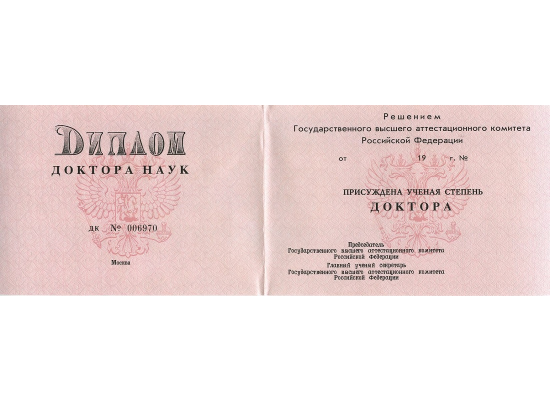 ДИПЛОМ
ДОКТОРА НАУК
ДК № 006970
Москва
Решением
Государственного высшего аттестационного комитета
Российской Федерации
от 19 г. №
ПРИСУЖДЕНА УЧЕНАЯ СТЕПЕНЬ
ДОКТОРА
Председатель
Государственного высшего аттестационного комитета
Российской Федерации
Главный ученый секретарь
Государственного высшего аттестационного комитета
Российской Федерации